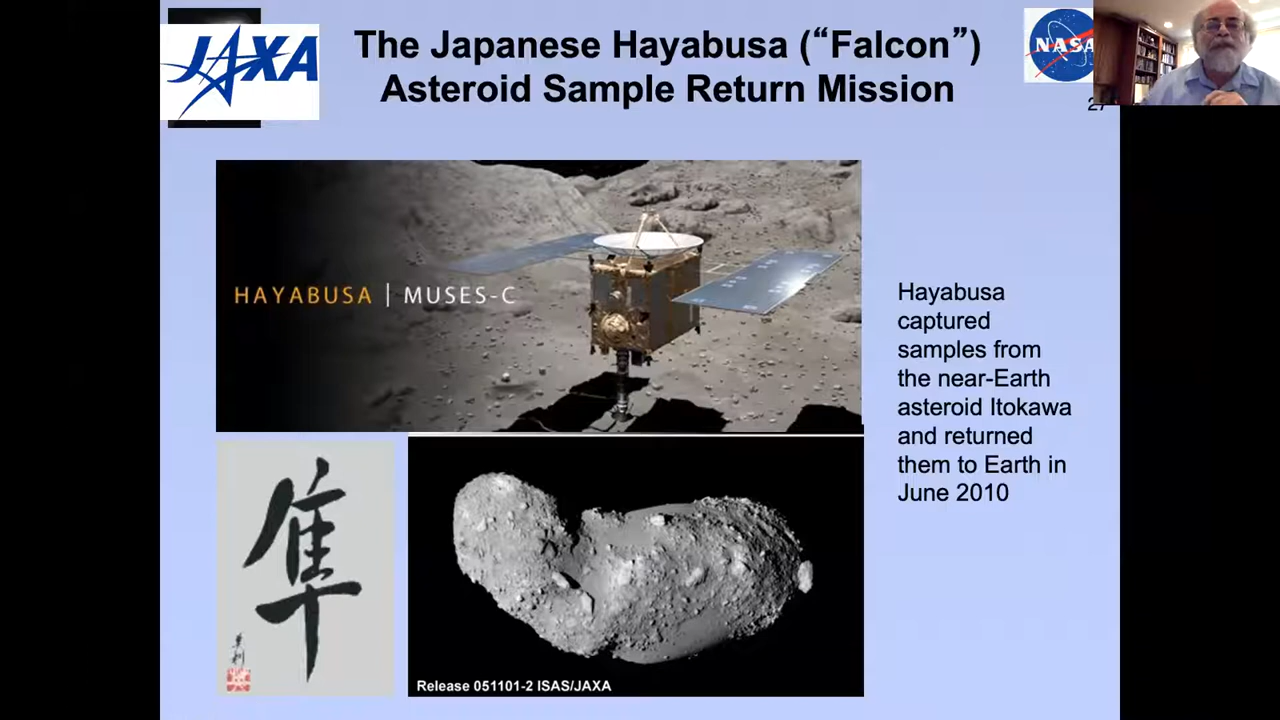 JAXA
The Japanese Hayabusa (“Falcon”)
Asteroid Sample Return Mission
NASA
HAYABUSA | MUSES-C
Hayabusa
captured
samples from
the near-Earth
asteroid Itokawa
and returned
them to Earth in
June 2010
隼
Release 051101-2 ISAS/JAXA